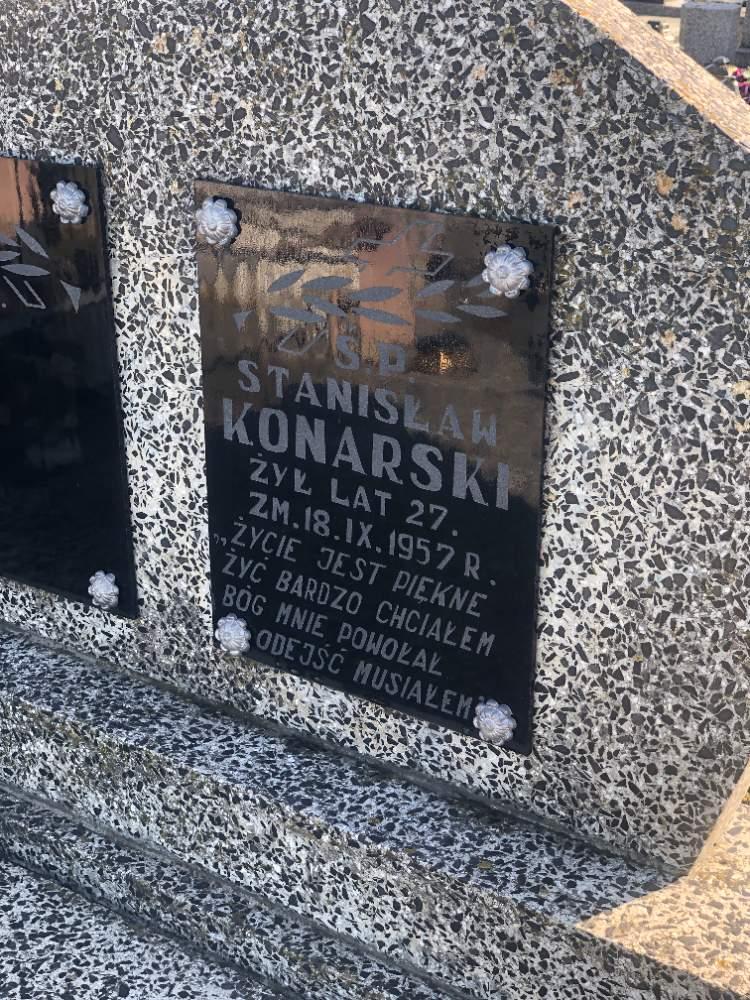 Ś.P.
STANISŁAW
KONARSKI
ŻYŁ LAT 27.
ZM. 18.IX.1957 R.
„ŻYCIE JEST PIĘKNE
ŻYĆ BARDZO CHCIAŁEM
BÓG MNIE POWOŁAŁ
ODEJŚĆ MUSIAŁEM”